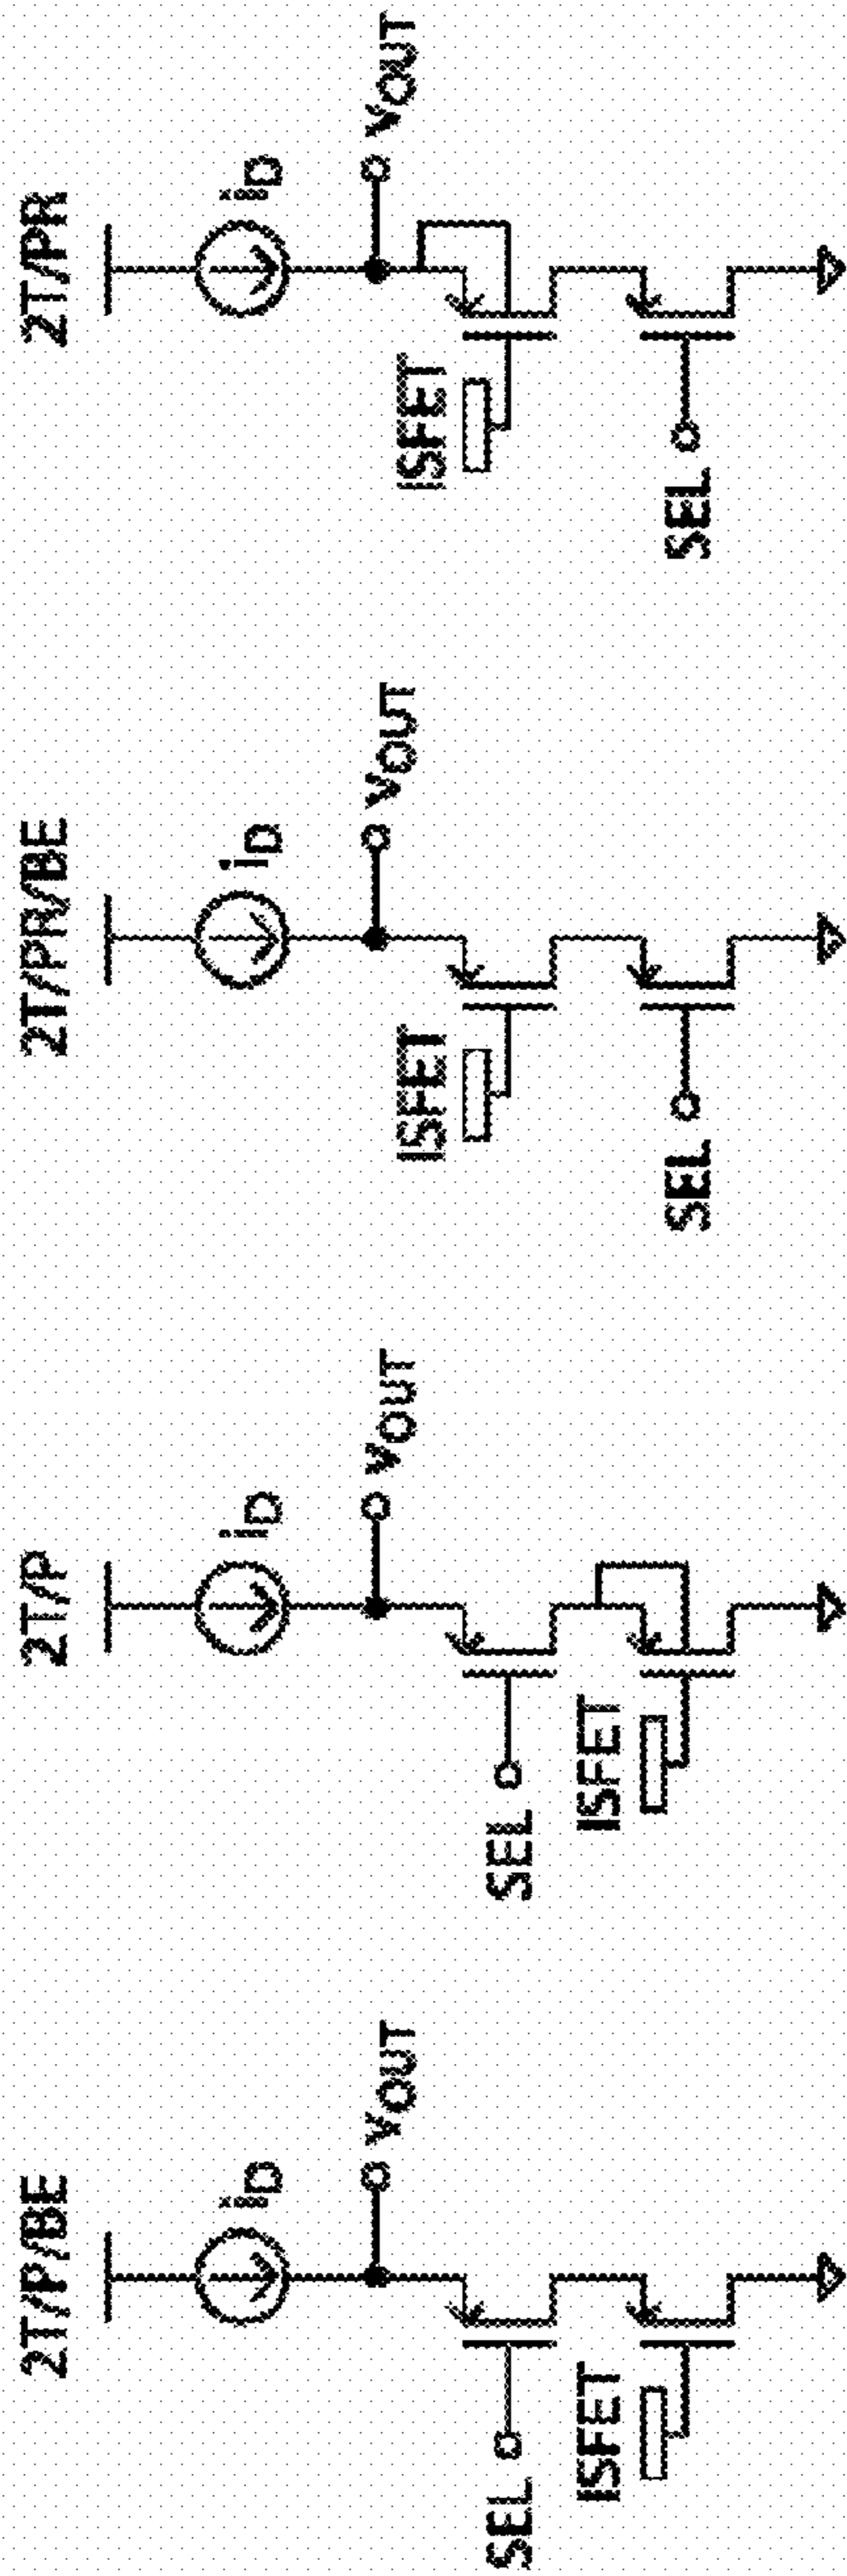 2T/P/BE
iD
VOUT
SEL
ISFET
2T/P
iD
VOUT
SEL
ISFET
2T/PR/BE
iD
VOUT
ISFET
SEL
2T/PR
iD
VOUT
ISFET
SEL